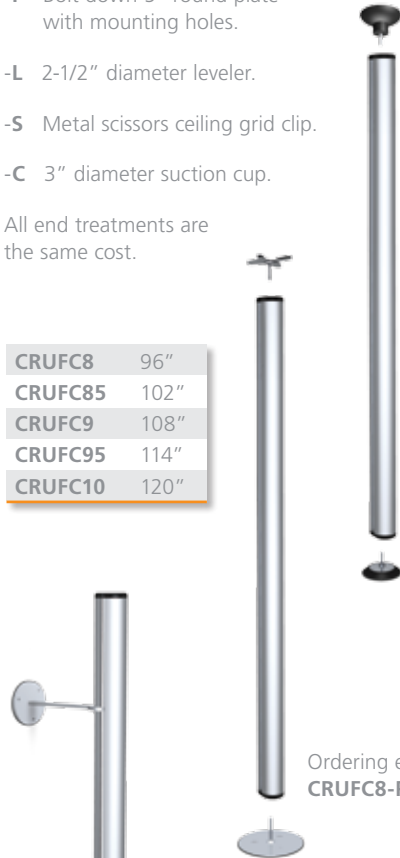 with mounting holes.
-L 2-1/2” diameter leveler.
-S Metal scissors ceiling grid clip.
-C 3” diameter suction cup.
All end treatments are
the same cost.
CRUFC8 96”
CRUFC85 102”
CRUFC9 108”
CRUFC95 114”
CRUFC10 120”
Ordering
CRUFC8-